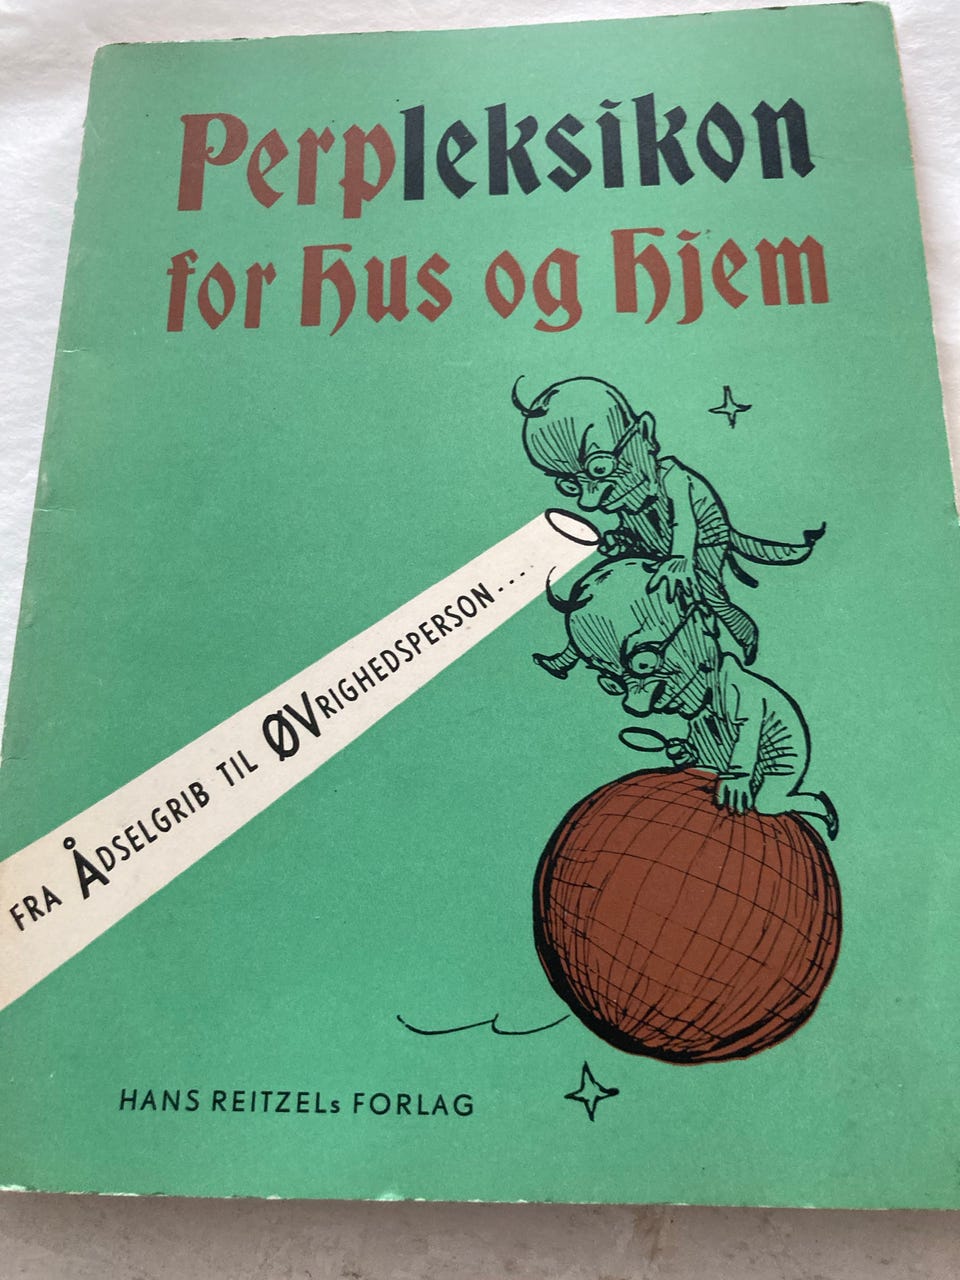 Perpleksikon
for hus og hjem
FRA ÅDSELGRIB TIL ØVRIGHEDSPERSON....
HANS REITZELs FORLAG